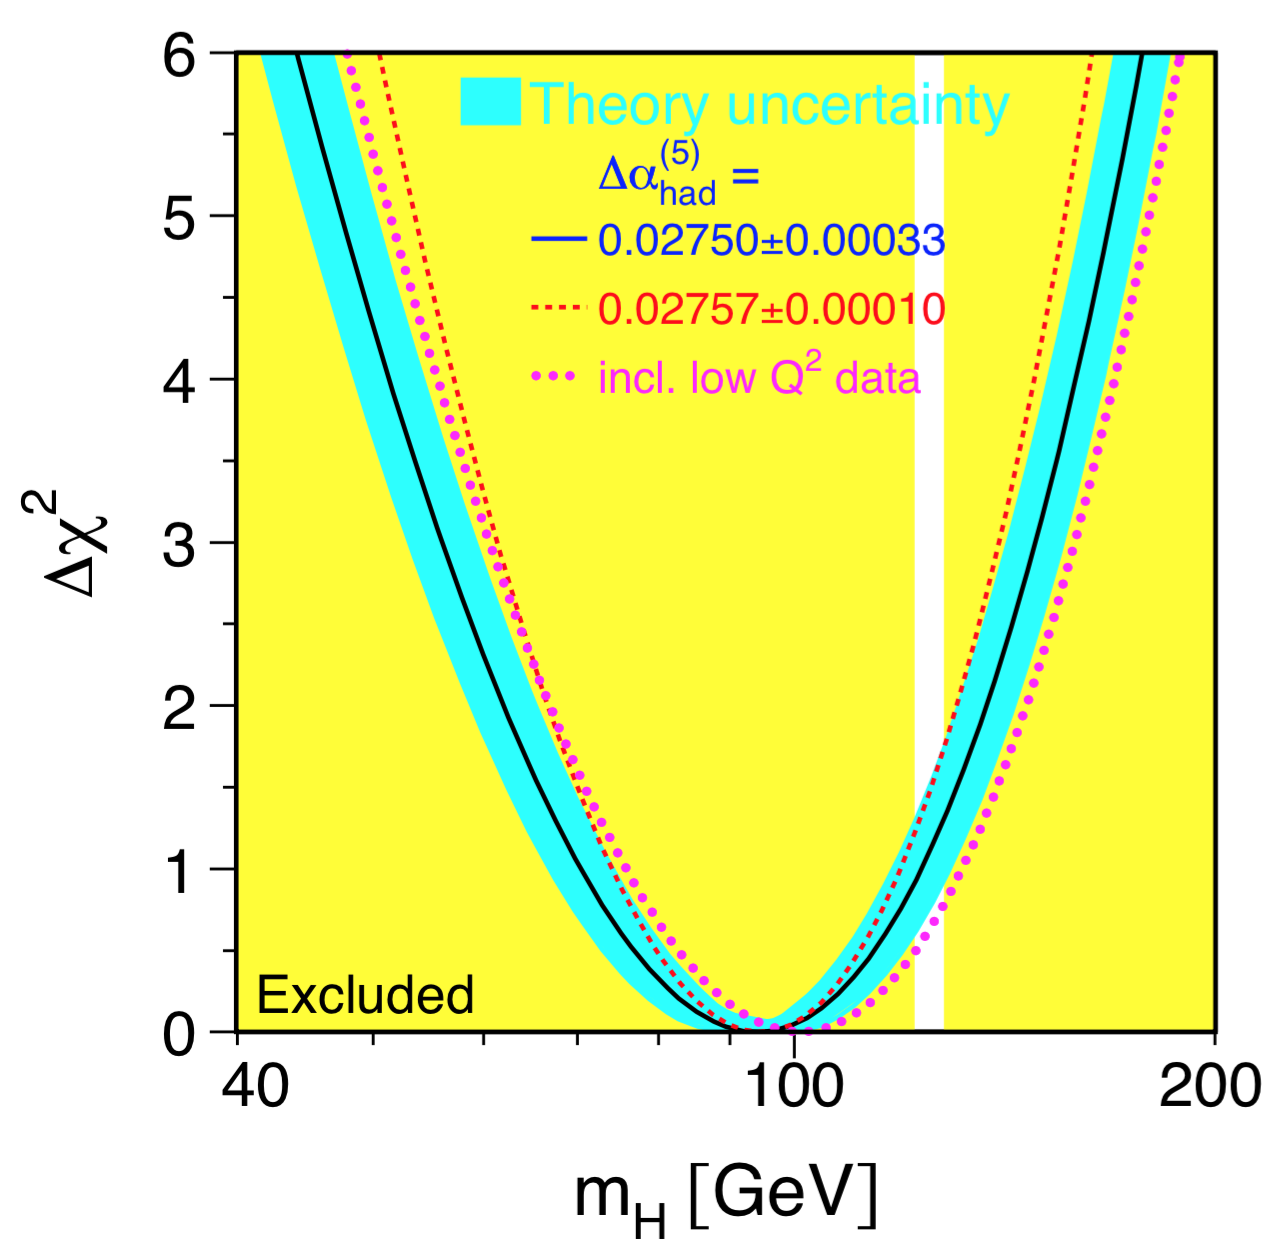 6
5
4
3
2
1
0
Δχ²
Theory uncertainty
Δα(5)had =
0.02750±0.00033
0.02757±0.00010
incl. low Q² data
Excluded
40 100 200
mH [GeV]